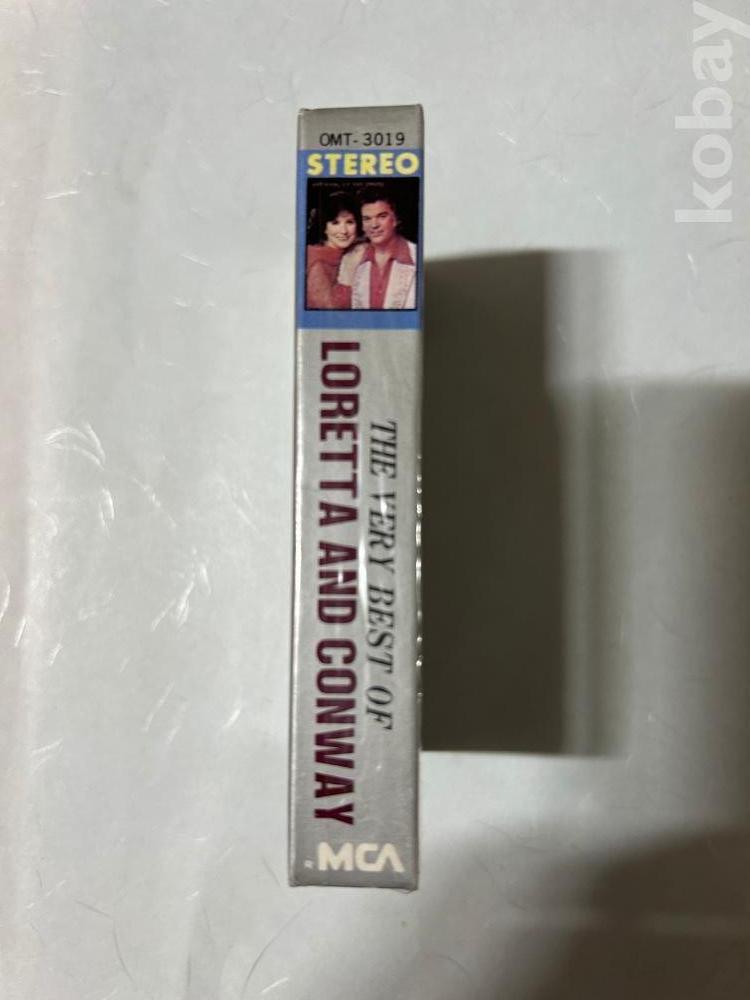 OMT-3019
STEREO
THE VERY BEST OF
LORETTA AND CONWAY
R MCA
kobay